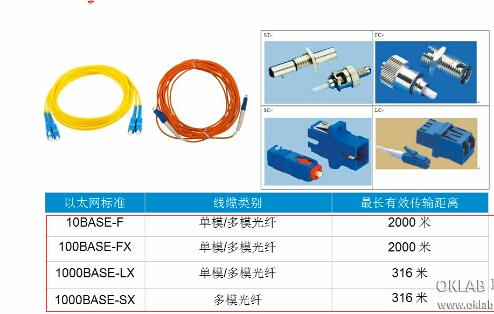 ST
FC
SC
LC
以太网标准 线缆类别 最长有效传输距离
10BASE-F 单模/多模光纤 2000 米
100BASE-FX 单模/多模光纤 2000 米
1000BASE-LX 单模/多模光纤 316 米
1000BASE-SX 多模光纤 316 米
OKLAB
www.oklab